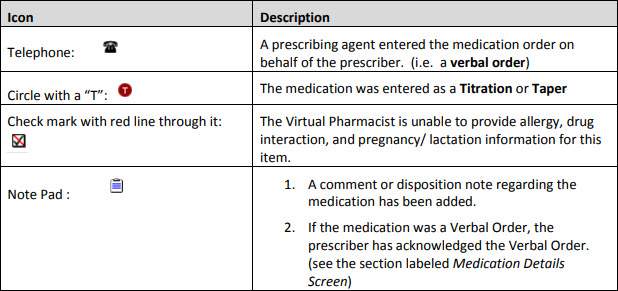 Icon Description
Telephone: A prescribing agent entered the medication order on
behalf of the prescriber. (i.e. a verbal order)
Circle with a "T": T The medication was entered as a Titration or Taper
Check mark with red line through it: The Virtual Pharmacist is unable to provide allergy, drug
interaction, and pregnancy/ lactation information for this
item.
Note Pad : 1. A comment or disposition note regarding the
medication has been added.
2. If the medication was a Verbal Order, the
prescriber has acknowledged the Verbal Order.
(see the section labeled Medication Details
Screen)